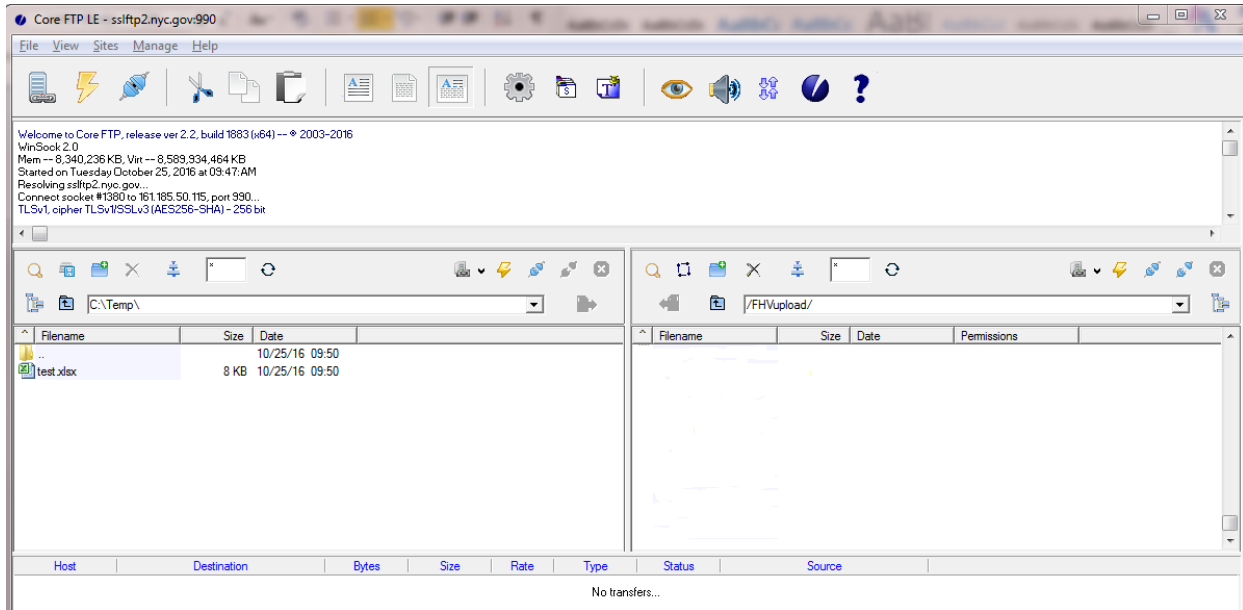 Core FTP LE - sslftp2.nyc.gov:990
File View Sites Manage Help
Welcome to Core FTP, release ver 2.2, build 1883 (x64) -- © 2003-2016
WinSock 2.0
Mem -- 8,340,236 KB, Virt -- 8,589,934,464 KB
Started on Tuesday October 25, 2016 at 09:47:AM
Resolving sslftp2.nyc.gov...
Connect socket #1380 to 161.185.50.115, port 990...
TLSv1, cipher TLSv1/SSLv3 (AES256-SHA) - 256 bit
C:\Temp\
/FHVupload/
^ Filename Size Date
^ Filename Size Date Permissions
.. 10/25/16 09:50
test.xlsx 8 KB 10/25/16 09:50
Host Destination Bytes Size Rate Type Status Source
No transfers...